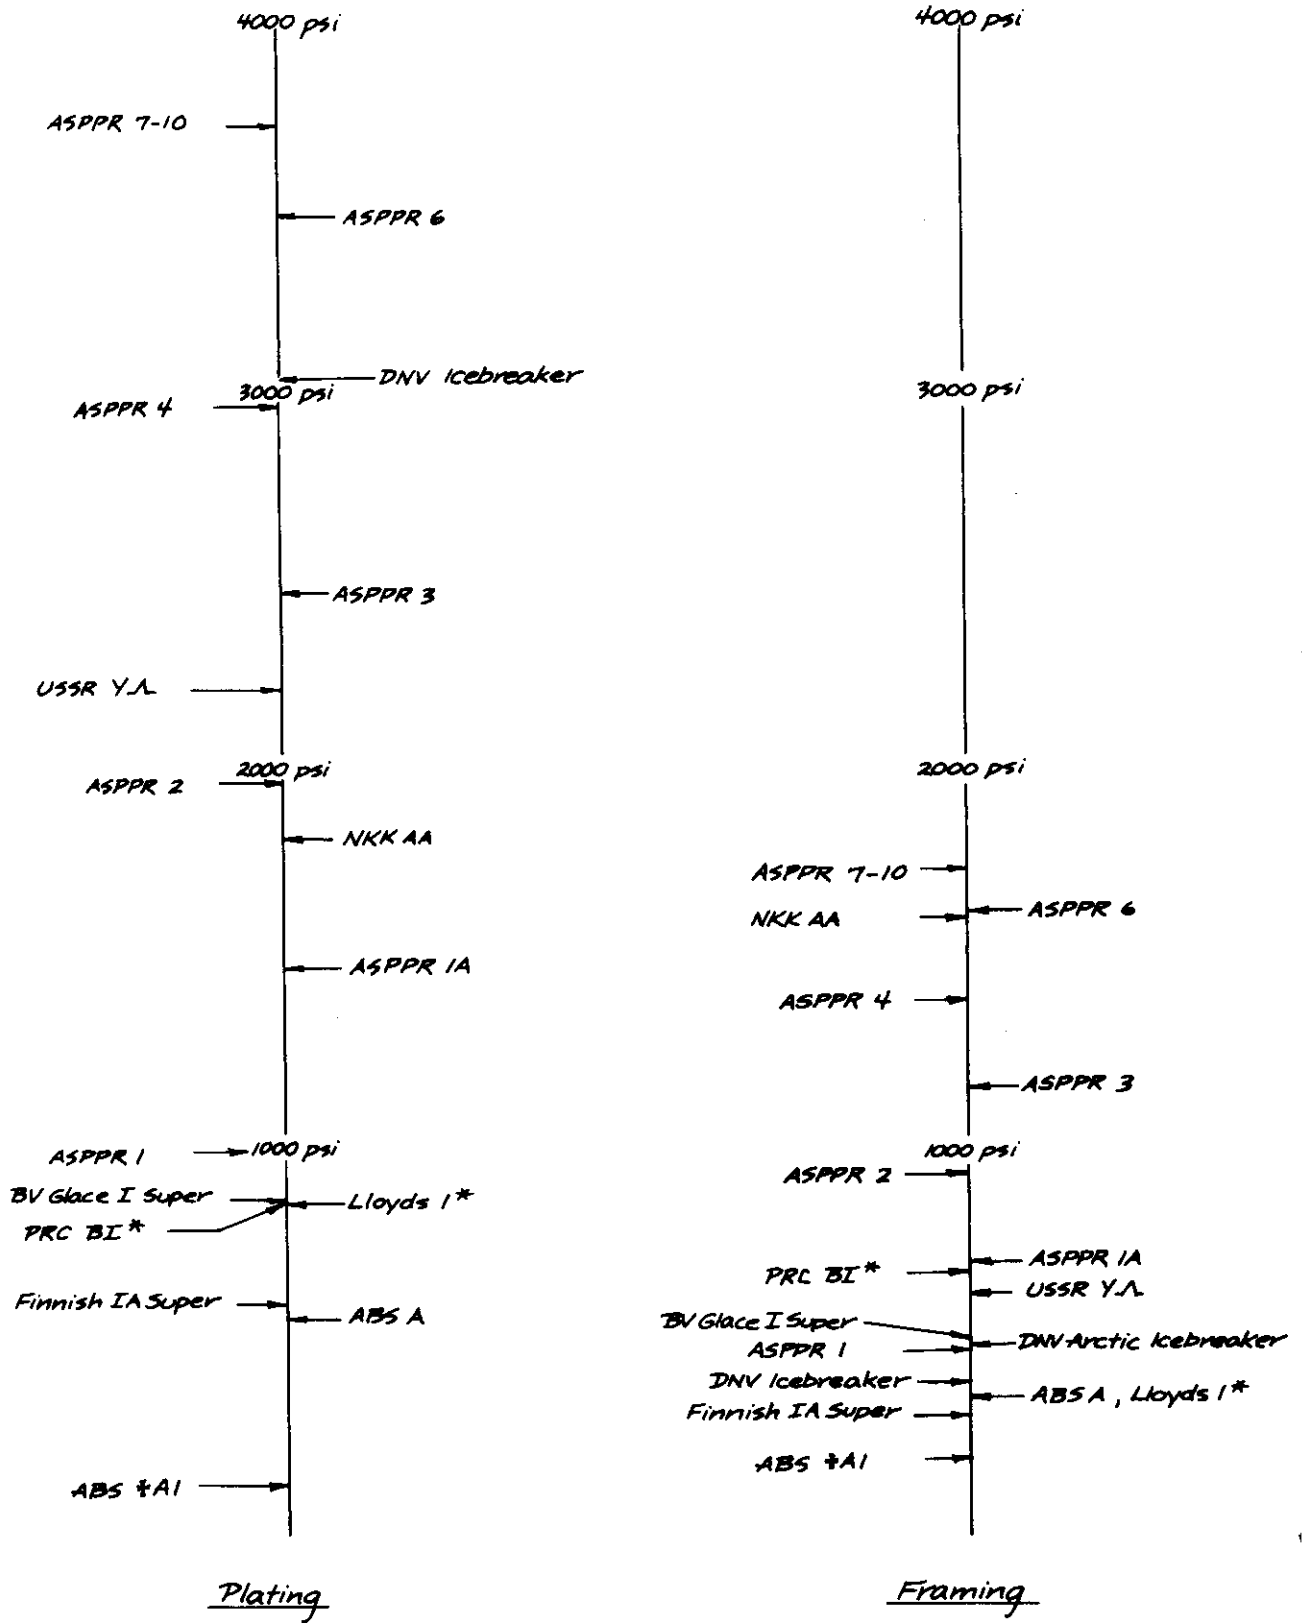 4000 psi
ASPPR 7-10
ASPPR 6
DNV Icebreaker
3000 psi
ASPPR 4
ASPPR 3
USSR УЛ
2000 psi
ASPPR 2
NKK AA
ASPPR 1A
ASPPR 1
1000 psi
BV Glace I Super
Lloyds 1*
PRC BI*
Finnish IA Super
ABS A
ABS ✠A1
Plating
4000 psi
3000 psi
2000 psi
ASPPR 7-10
ASPPR 6
NKK AA
ASPPR 4
ASPPR 3
1000 psi
ASPPR 2
ASPPR 1A
PRC BI*
USSR УЛ
BV Glace I Super
DNV Arctic Icebreaker
ASPPR 1
DNV Icebreaker
ABS A, Lloyds 1*
Finnish IA Super
ABS ✠A1
Framing